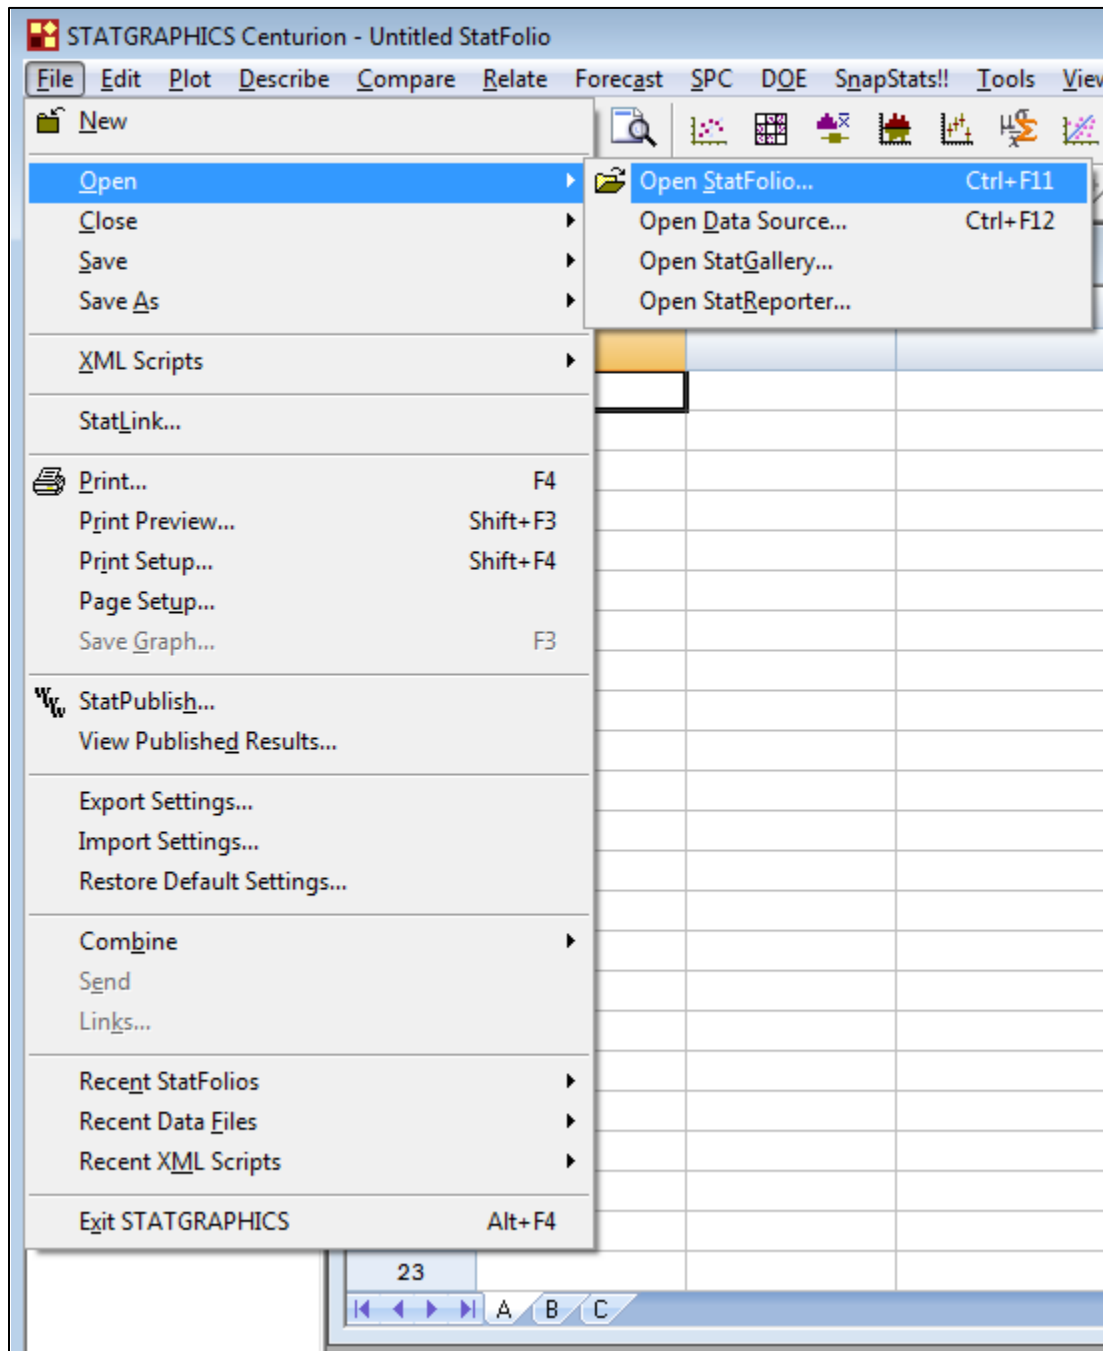 STATGRAPHICS Centurion - Untitled StatFolio
File Edit Plot Describe Compare Relate Forecast SPC DOE SnapStats!! Tools View
New
Open
Open StatFolio... Ctrl+F11
Close
Open Data Source... Ctrl+F12
Save
Open StatGallery...
Save As
Open StatReporter...
XML Scripts
StatLink...
Print... F4
Print Preview... Shift+F3
Print Setup... Shift+F4
Page Setup...
Save Graph... F3
StatPublish...
View Published Results...
Export Settings...
Import Settings...
Restore Default Settings...
Combine
Send
Links...
Recent StatFolios
Recent Data Files
Recent XML Scripts
Exit STATGRAPHICS Alt+F4
23
A B C